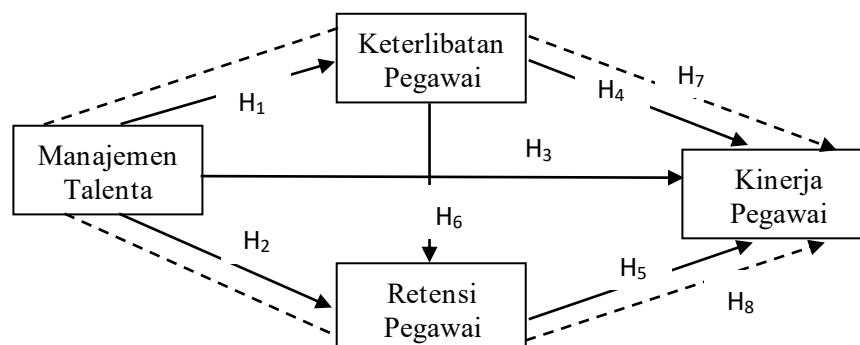 Keterlibatan
Pegawai
H7
H4
H1
Manajemen
Talenta
H3
Kinerja
Pegawai
H6
H2
H5
Retensi
Pegawai
H8